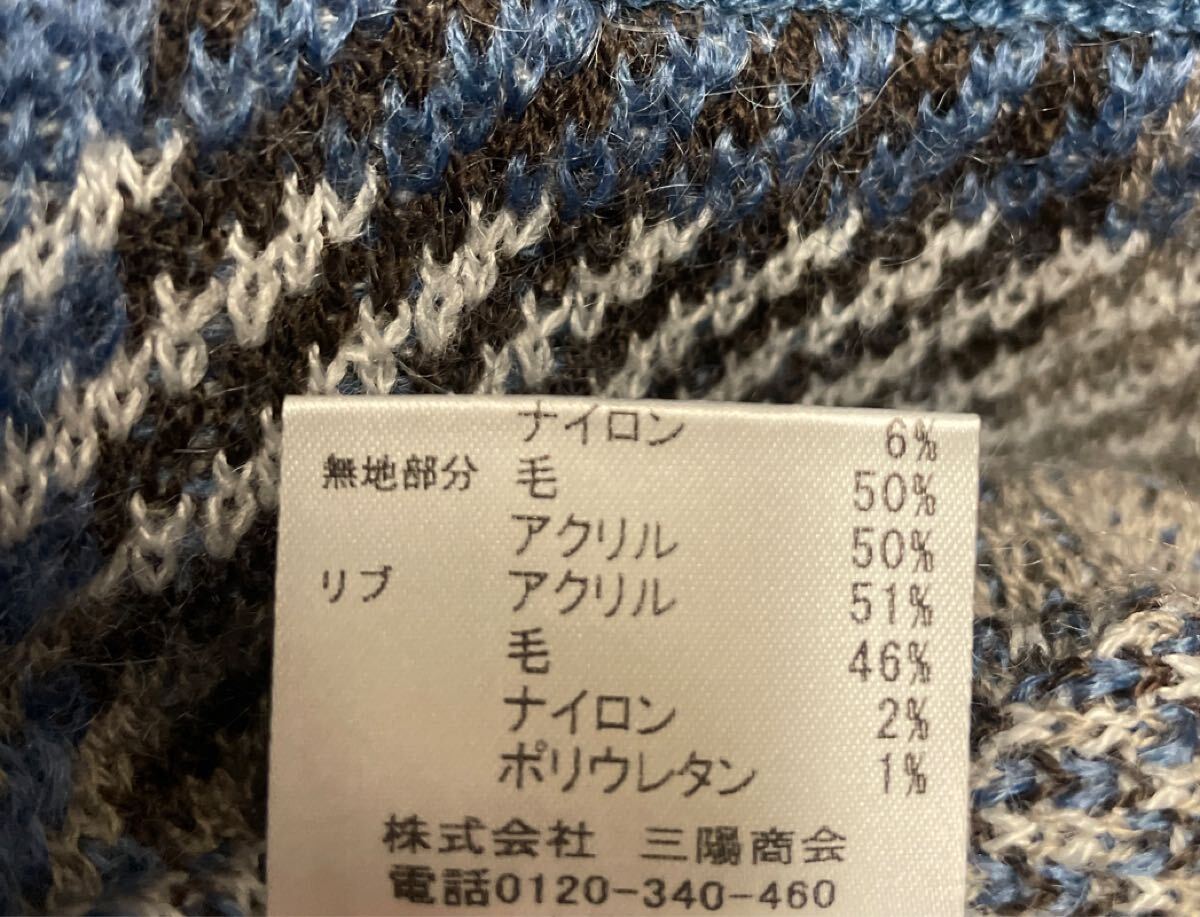 ナイロン 6%
無地部分 毛 50%
アクリル 50%
リブ アクリル 51%
毛 46%
ナイロン 2%
ポリウレタン 1%
株式会社 三陽商会
電話0120-340-460